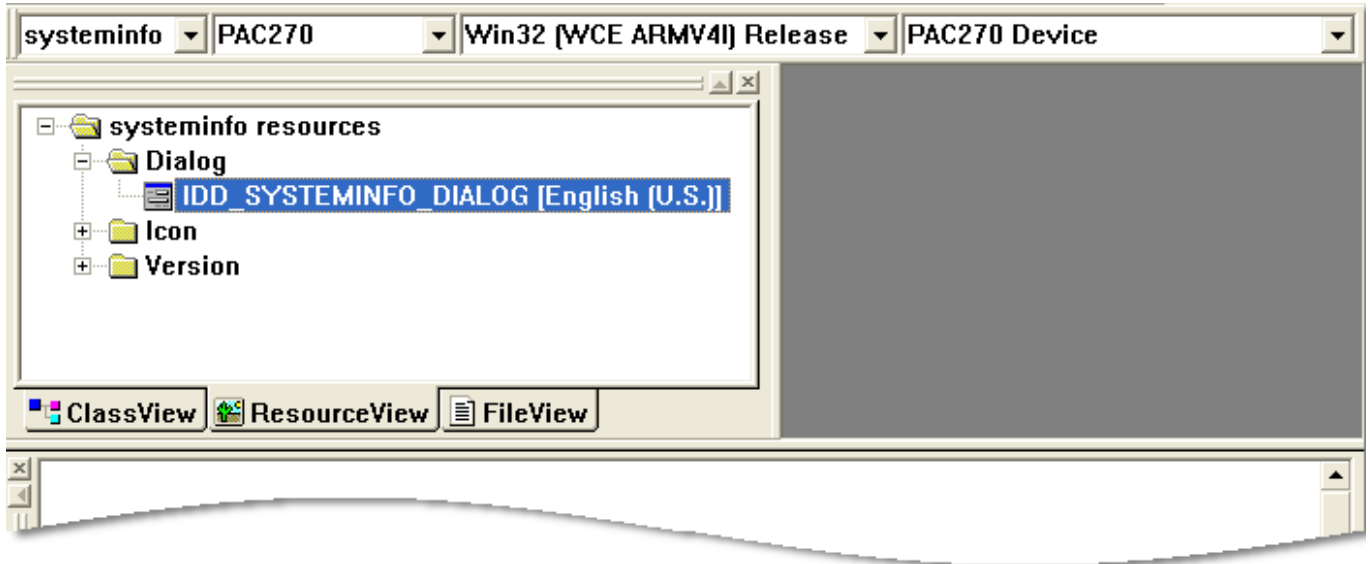 systeminfo PAC270 Win32 (WCE ARMV4I) Release PAC270 Device
systeminfo resources
Dialog
IDD_SYSTEMINFO_DIALOG [English (U.S.)]
Icon
Version
ClassView ResourceView FileView